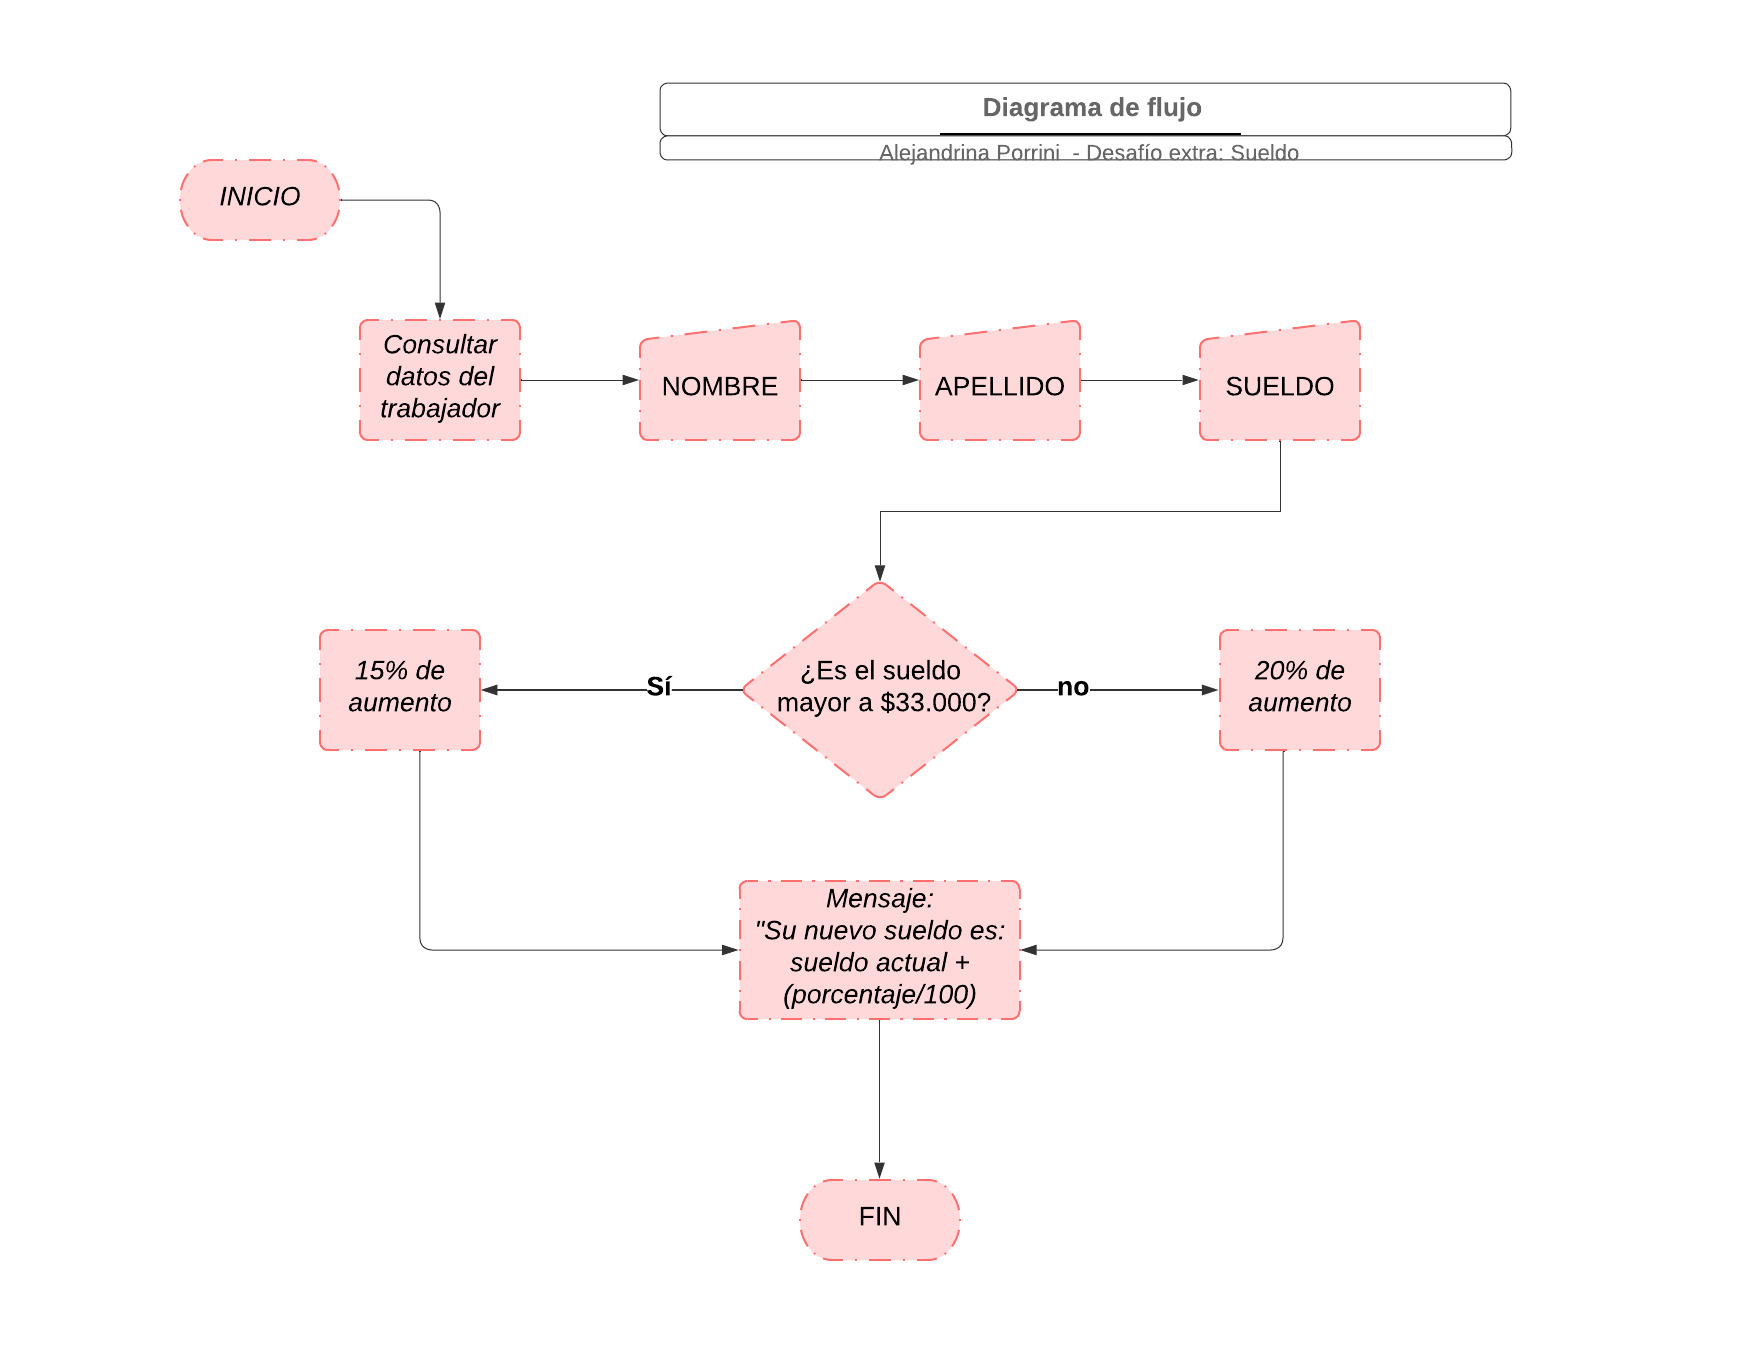 Diagrama de flujo
Alejandrina Porrini - Desafío extra: Sueldo
INICIO
Consultar
datos del
trabajador
NOMBRE
APELLIDO
SUELDO
¿Es el sueldo
mayor a $33.000?
Sí
no
15% de
aumento
20% de
aumento
Mensaje:
"Su nuevo sueldo es:
sueldo actual +
(porcentaje/100)
FIN